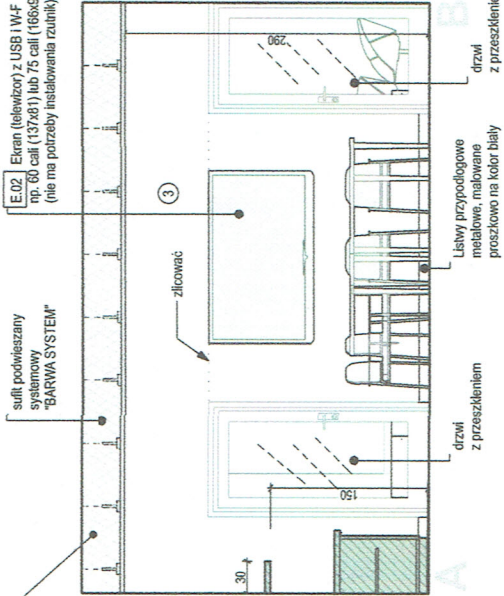 E.02 Ekran (telewizor) z USB i W-F
np. 60 cali (137x81) lub 75 cali (166x9
(nie ma potrzeby instalowania rzutnik)
sufit podwieszany
systemowy
"BARWA SYSTEM"
3
zlicować
290
150
30
drzwi
z przeszkleniem
Listwy przypodłogowe
metalowe, malowane
proszkowo na kolor biały
drzwi
z przeszkleniem
A
B